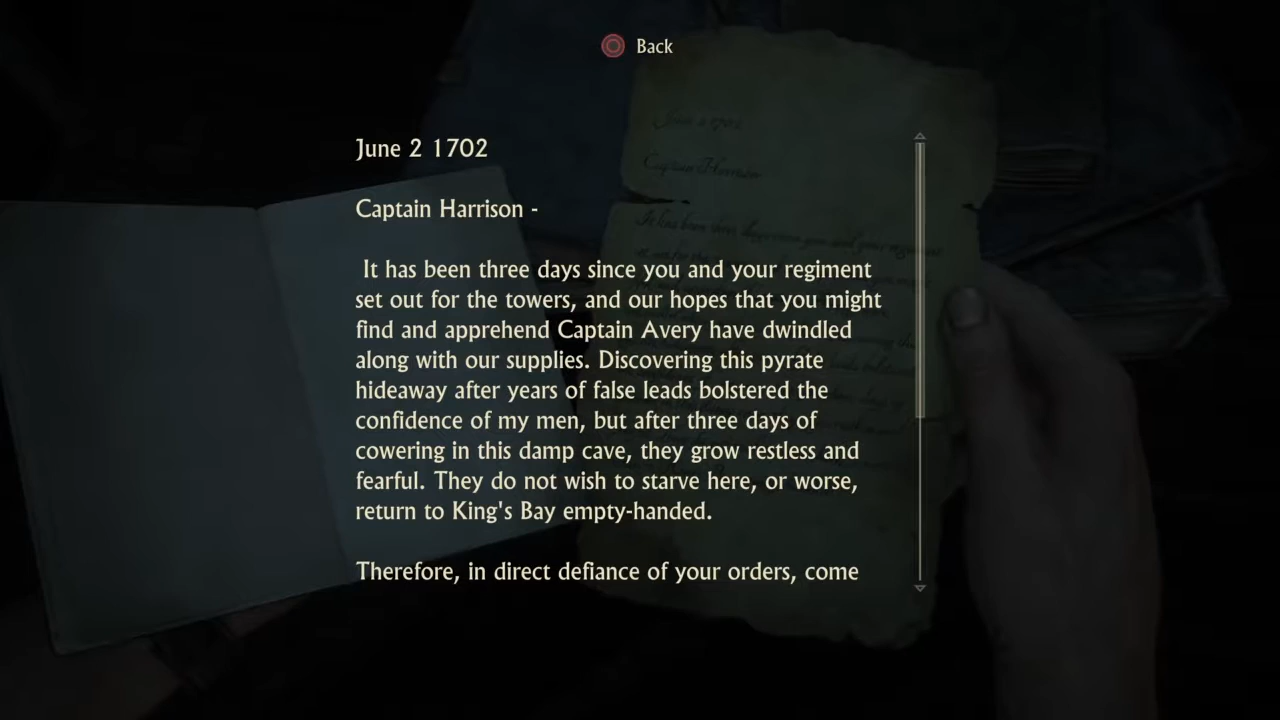 Back
June 2 1702
Captain Harrison -
It has been three days since you and your regiment
set out for the towers, and our hopes that you might
find and apprehend Captain Avery have dwindled
along with our supplies. Discovering this pyrate
hideaway after years of false leads bolstered the
confidence of my men, but after three days of
cowering in this damp cave, they grow restless and
fearful. They do not wish to starve here, or worse,
return to King's Bay empty-handed.
Therefore, in direct defiance of your orders, come